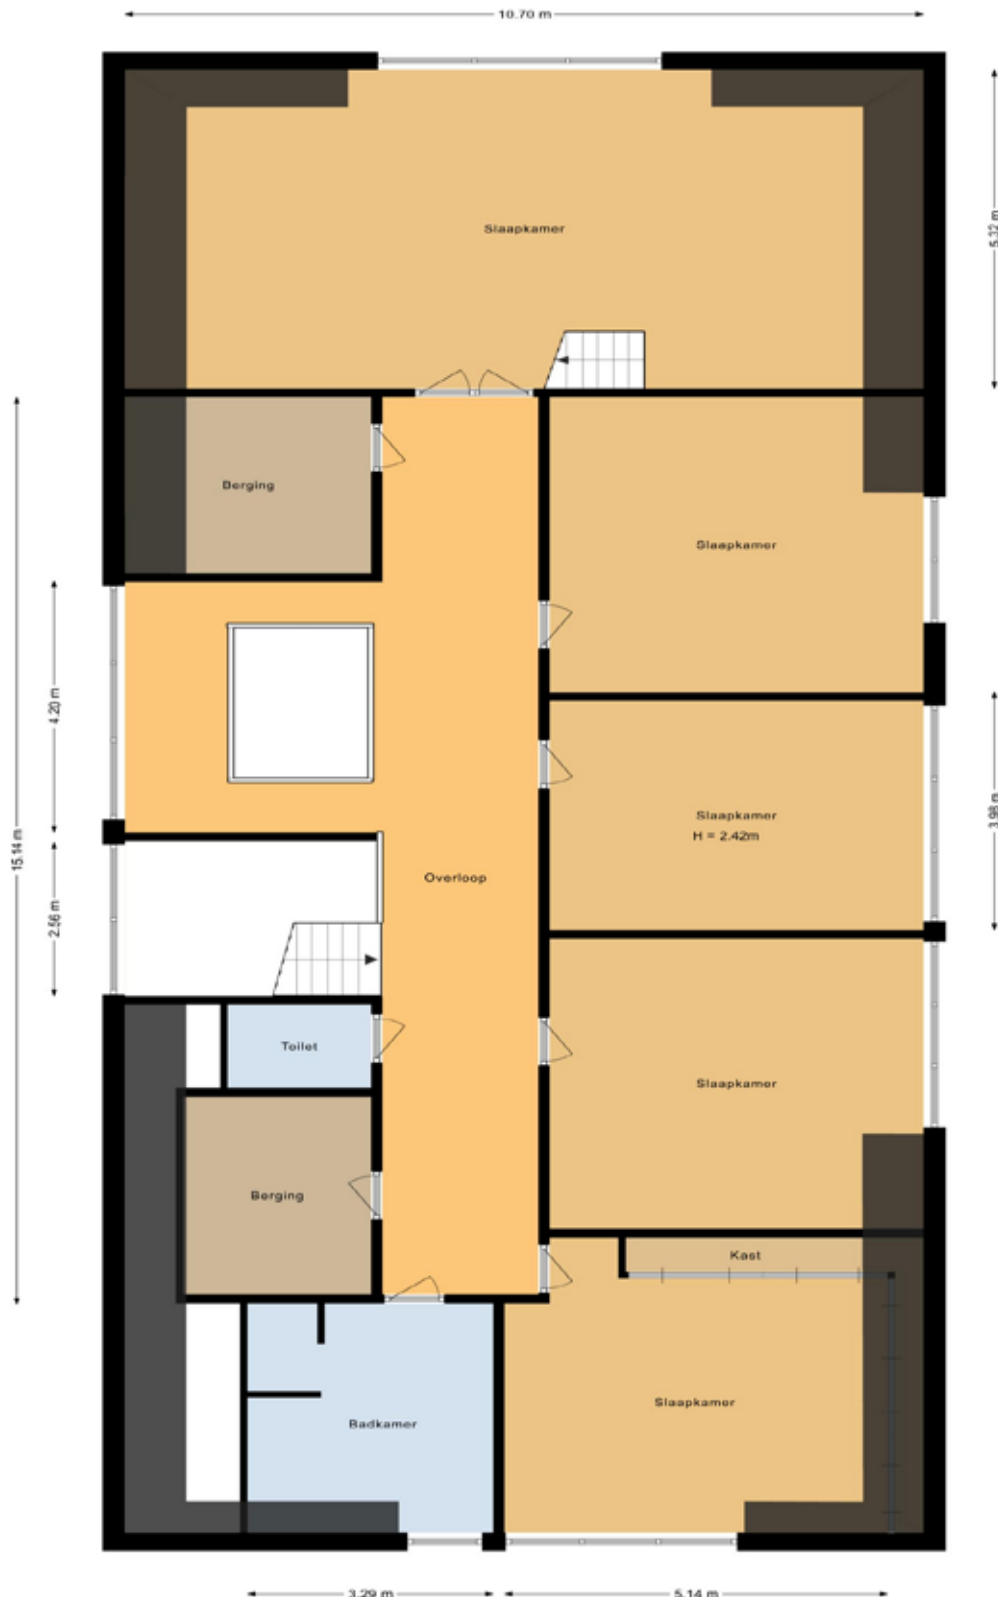 10.70 m
5.32 m
Slaapkamer
Berging
Slaapkamer
4.20 m
Slaapkamer
H = 2.42m
3.98 m
15.14 m
Overloop
2.56 m
Toilet
Slaapkamer
Berging
Kast
Slaapkamer
Badkamer
3.29 m
5.14 m